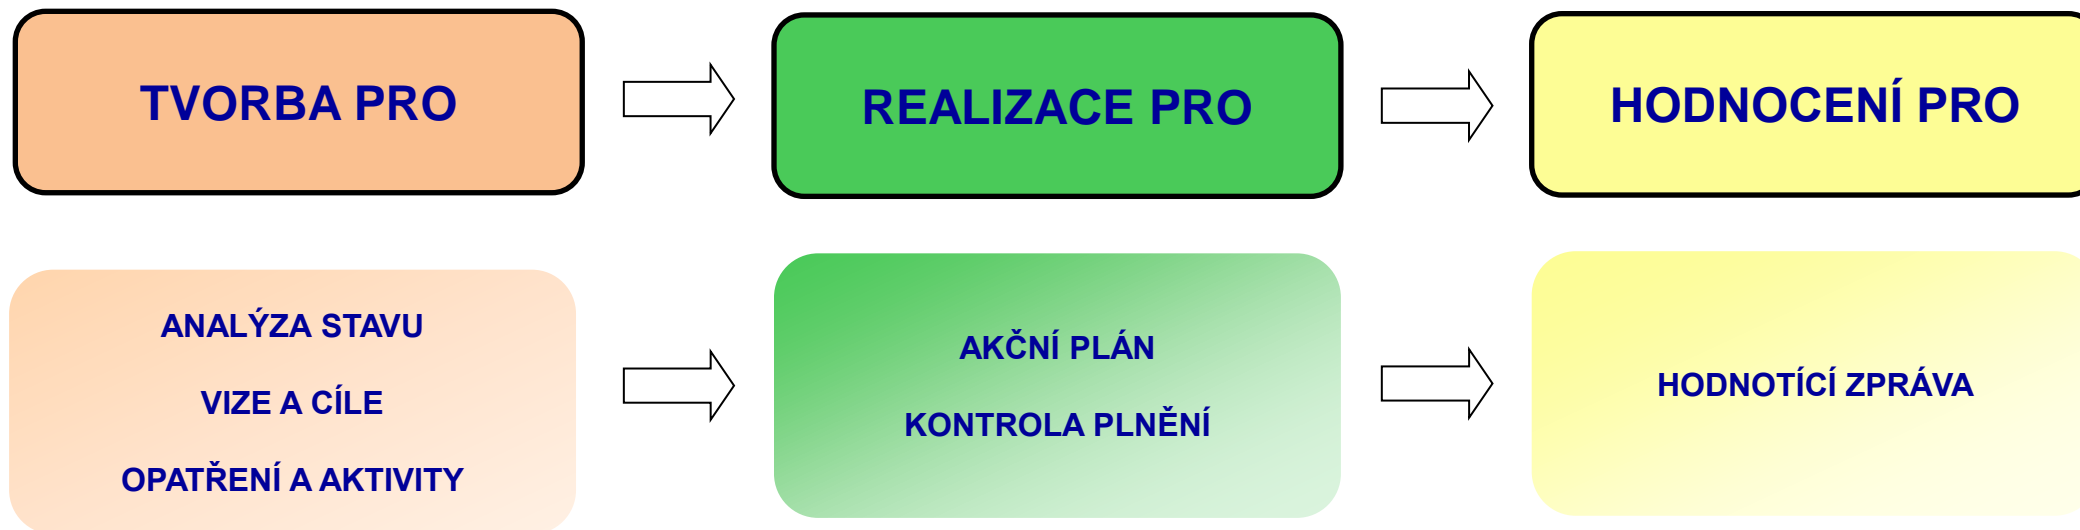 TVORBA PRO
REALIZACE PRO
HODNOCENÍ PRO
ANALÝZA STAVU
VIZE A CÍLE
OPATŘENÍ A AKTIVITY
AKČNÍ PLÁN
KONTROLA PLNĚNÍ
HODNOTÍCÍ ZPRÁVA